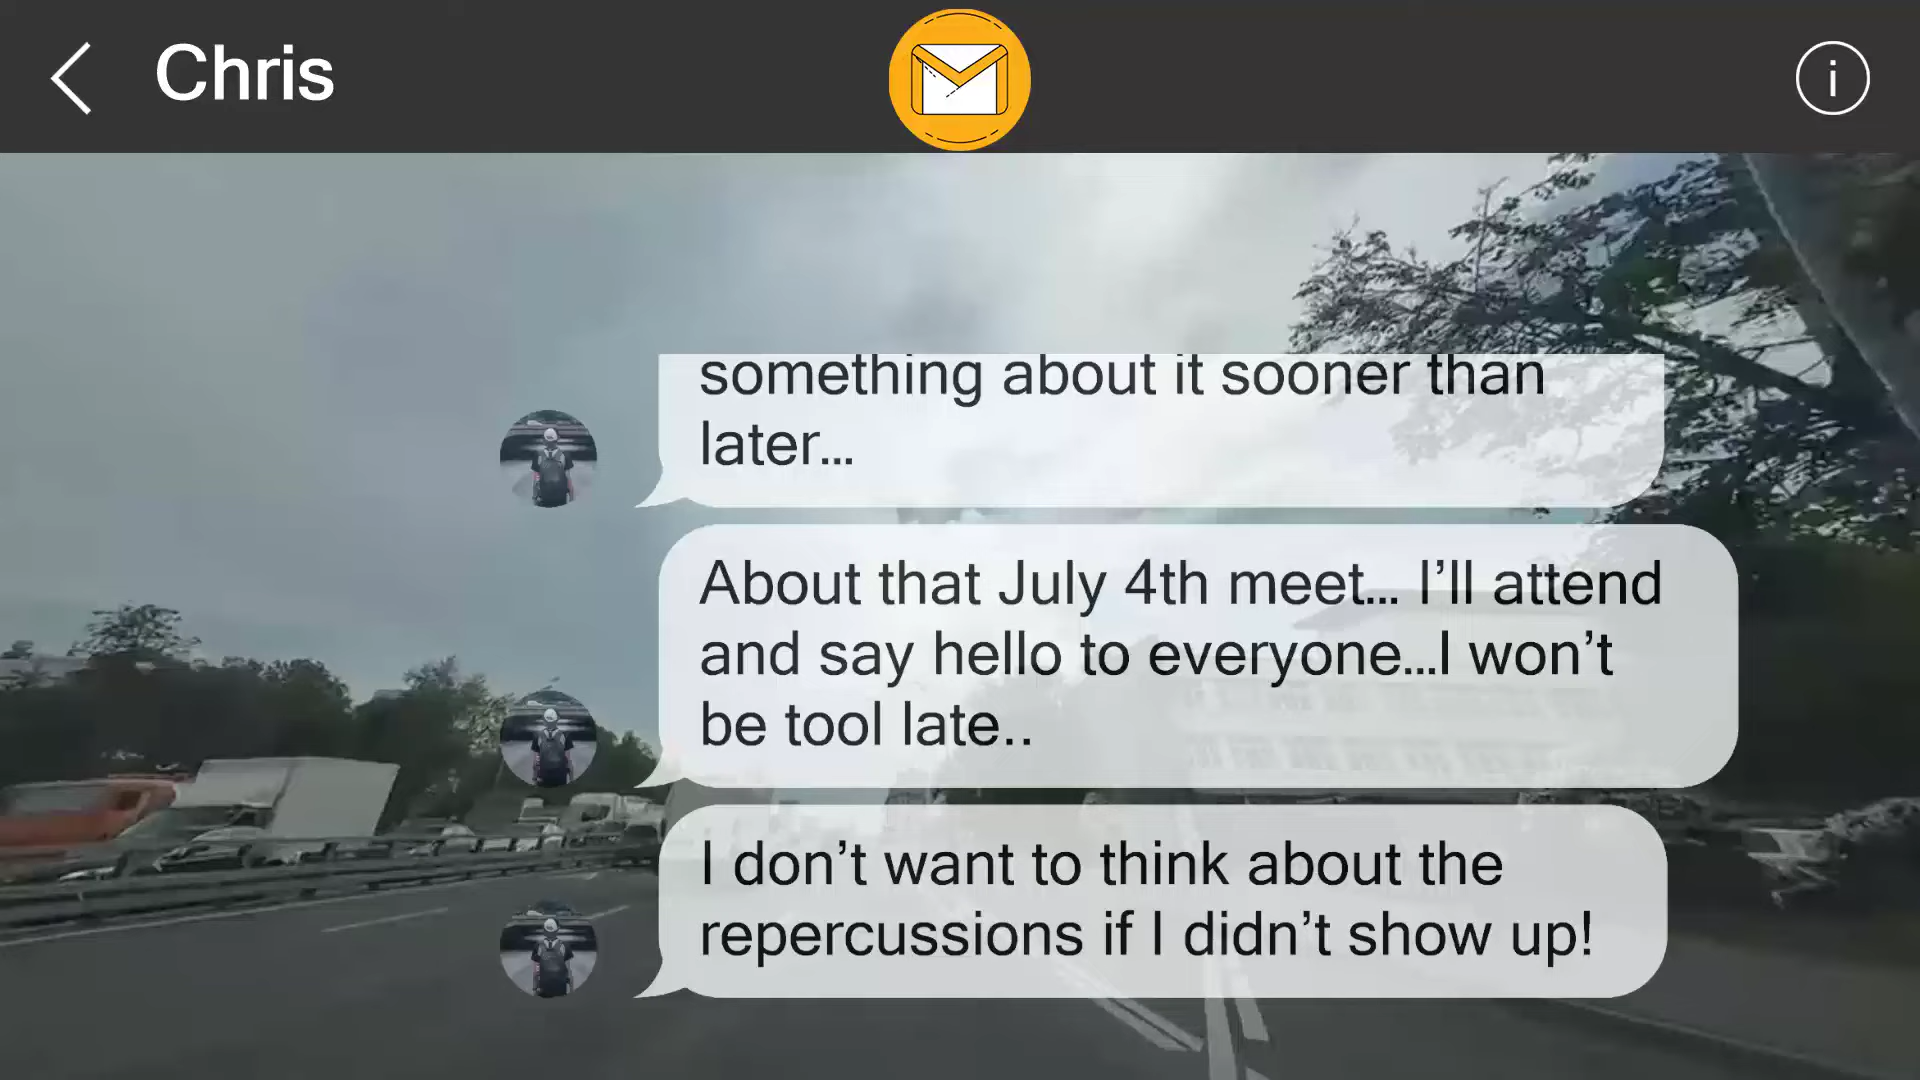 Chris
i
something about it sooner than
later...
About that July 4th meet... I’ll attend
and say hello to everyone...I won’t
be tool late..
I don’t want to think about the
repercussions if I didn’t show up!